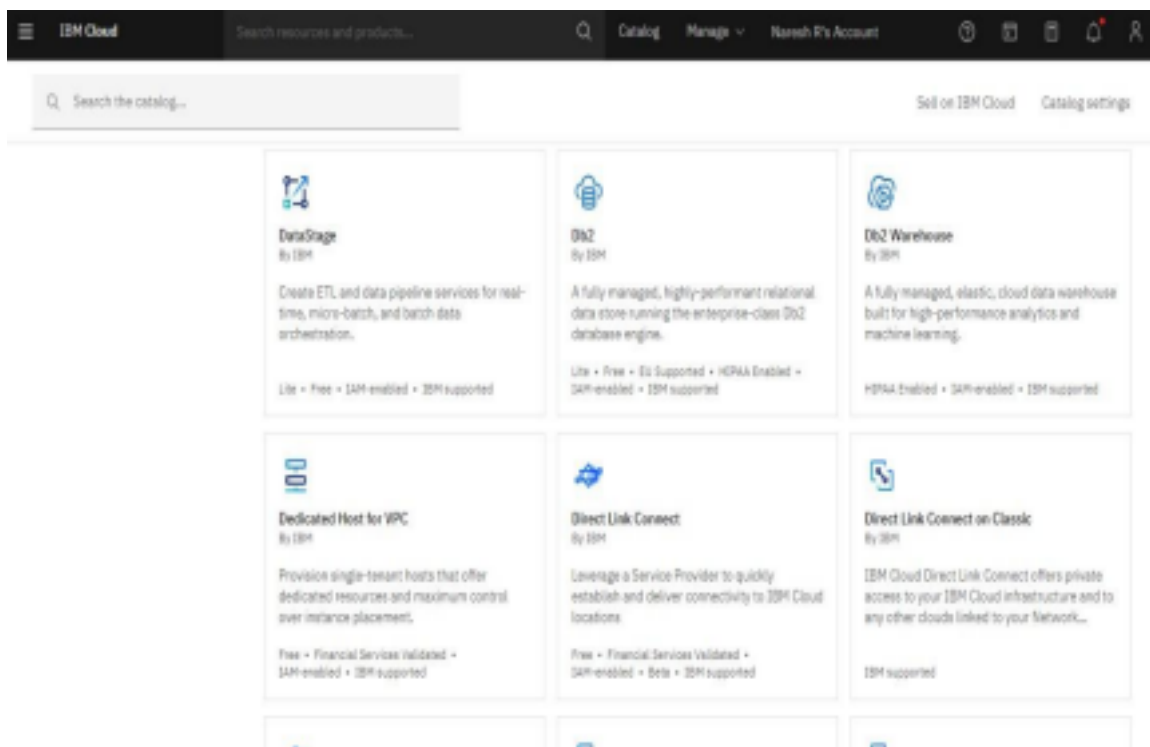 IBM Cloud
Search resources and products...
Catalog
Manage
Naresh R's Account
Search the catalog...
Sell on IBM Cloud
Catalog settings
DataStage
By IBM
Create ETL and data pipeline services for real-
time, micro-batch, and batch data
orchestration.
Lite • Free • IAM-enabled • IBM supported
Db2
By IBM
A fully managed, highly-performant relational
data store running the enterprise-class Db2
database engine.
Lite • Free • EU Supported • HIPAA Enabled •
IAM-enabled • IBM supported
Db2 Warehouse
By IBM
A fully managed, elastic, cloud data warehouse
built for high-performance analytics and
machine learning.
HIPAA Enabled • IAM-enabled • IBM supported
Dedicated Host for VPC
By IBM
Provision single-tenant hosts that offer
dedicated resources and maximum control
over instance placement.
Free • Financial Services Validated •
IAM-enabled • IBM supported
Direct Link Connect
By IBM
Leverage a Service Provider to quickly
establish and deliver connectivity to IBM Cloud
locations
Free • Financial Services Validated •
IAM-enabled • Beta • IBM supported
Direct Link Connect on Classic
By IBM
IBM Cloud Direct Link Connect offers private
access to your IBM Cloud infrastructure and to
any other clouds linked to your Network...
IBM supported